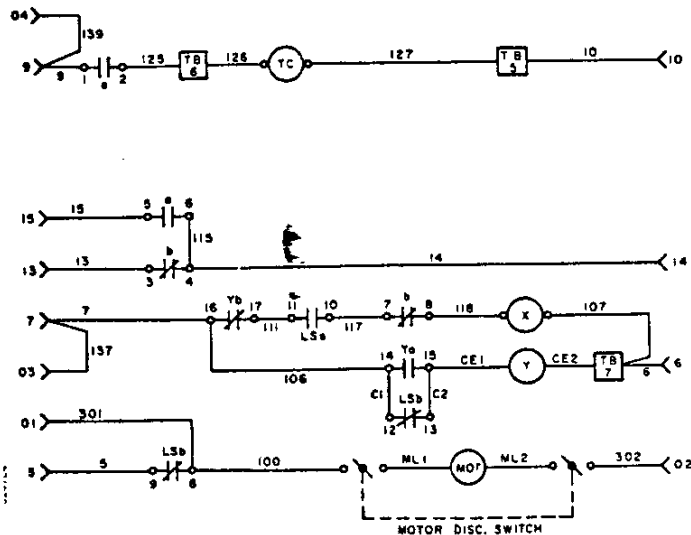 04
139
9 9 1 a 2 125 TB 6 126 TC 127 TB 5 10 10
15 15 5 a 6
115
13 13 3 b 4 14 14
7 7 16 Yb 17 111 11 LSa 10 117 7 b 8 118 X 107
137
03 106 14 Ya 15 CE1 Y CE2 TB 7 6 6
C1 C2
LSb
12 13
01 301
5 5 9 LSb 8 100 ML1 MOT ML2 302 02
MOTOR DISC. SWITCH